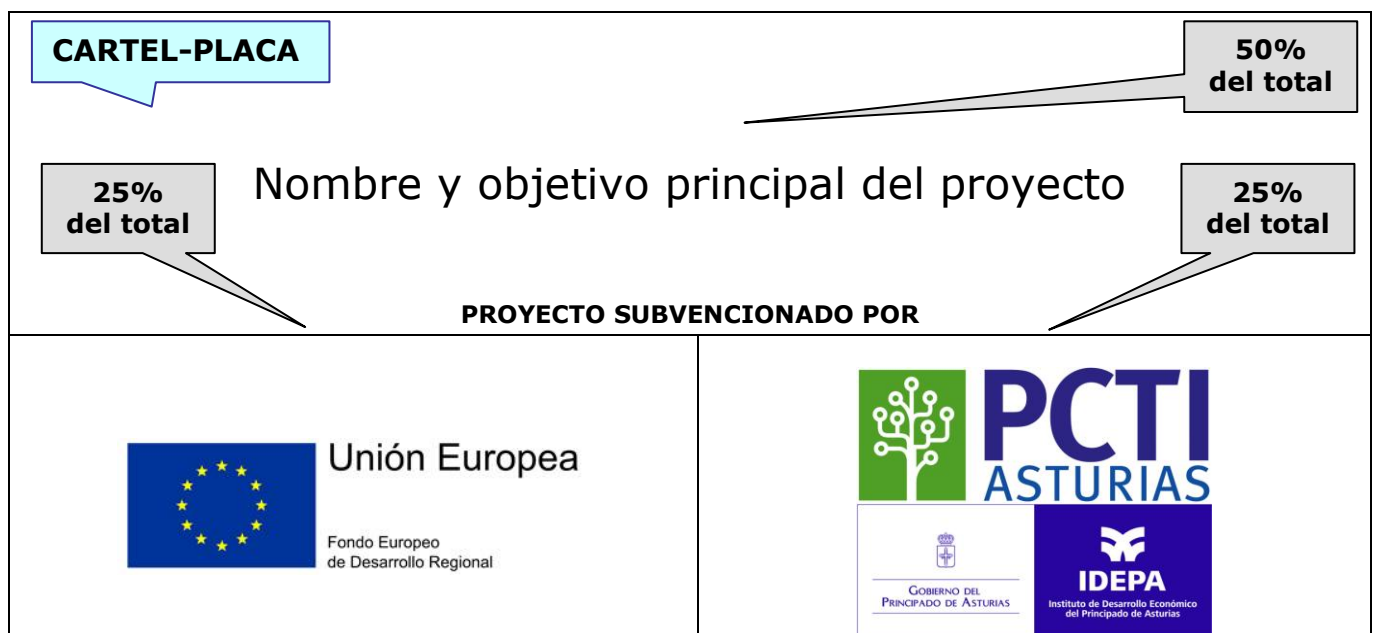 CARTEL-PLACA
50%
del total
Nombre y objetivo principal del proyecto
25%
del total
25%
del total
PROYECTO SUBVENCIONADO POR
Unión Europea
Fondo Europeo
de Desarrollo Regional
PCTI
ASTURIAS
GOBIERNO DEL
PRINCIPADO DE ASTURIAS
IDEPA
Instituto de Desarrollo Económico
del Principado de Asturias